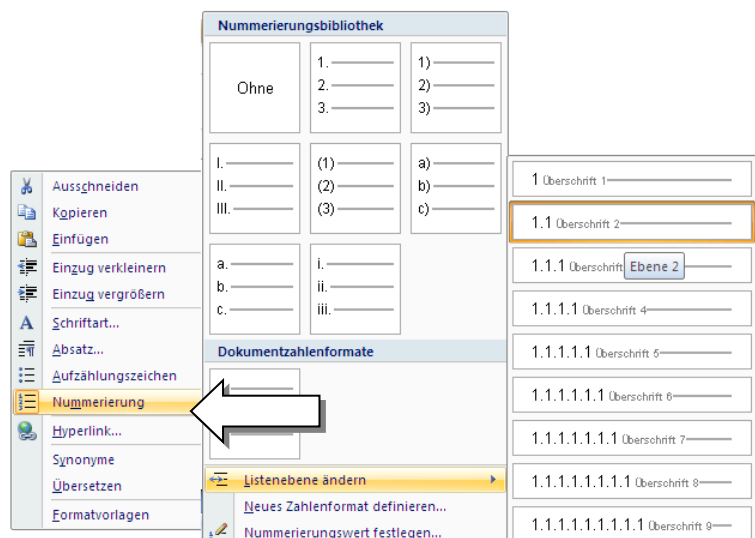 Ausschneiden
Kopieren
Einfügen
Einzug verkleinern
Einzug vergrößern
Schriftart...
Absatz...
Aufzählungszeichen
Nummerierung
Hyperlink...
Synonyme
Übersetzen
Formatvorlagen
Nummerierungsbibliothek
Ohne
1.
2.
3.
1)
2)
3)
I.
II.
III.
(1)
(2)
(3)
a)
b)
c)
a.
b.
c.
i.
ii.
iii.
Dokumentzahlenformate
Listenebene ändern
Neues Zahlenformat definieren...
Nummerierungswert festlegen...
1 Überschrift 1
1.1 Überschrift 2
1.1.1 Überschrift
Ebene 2
1.1.1.1 Überschrift 4
1.1.1.1.1 Überschrift 5
1.1.1.1.1.1 Überschrift 6
1.1.1.1.1.1.1 Überschrift 7
1.1.1.1.1.1.1.1 Überschrift 8
1.1.1.1.1.1.1.1.1 Überschrift 9